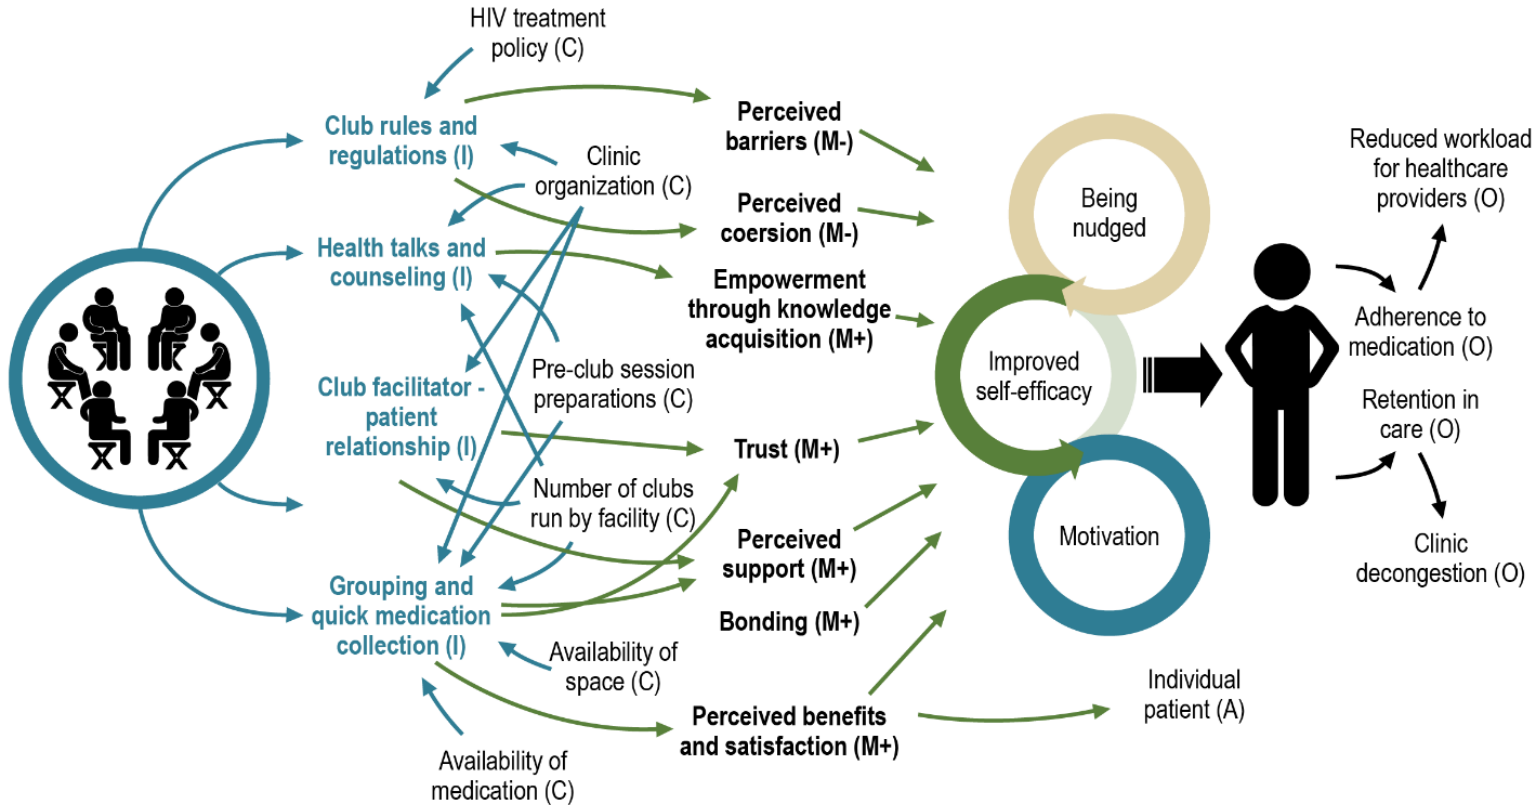 HIV treatment
policy (C)
Club rules and
regulations (I)
Clinic
organization (C)
Health talks and
counseling (I)
Pre-club session
preparations (C)
Club facilitator -
patient
relationship (I)
Number of clubs
run by facility (C)
Grouping and
quick medication
collection (I)
Availability of
space (C)
Availability of
medication (C)
Perceived
barriers (M-)
Perceived
coersion (M-)
Empowerment
through knowledge
acquisition (M+)
Trust (M+)
Perceived
support (M+)
Bonding (M+)
Perceived benefits
and satisfaction (M+)
Being
nudged
Improved
self-efficacy
Motivation
Individual
patient (A)
Reduced workload
for healthcare
providers (O)
Adherence to
medication (O)
Retention in
care (O)
Clinic
decongestion (O)